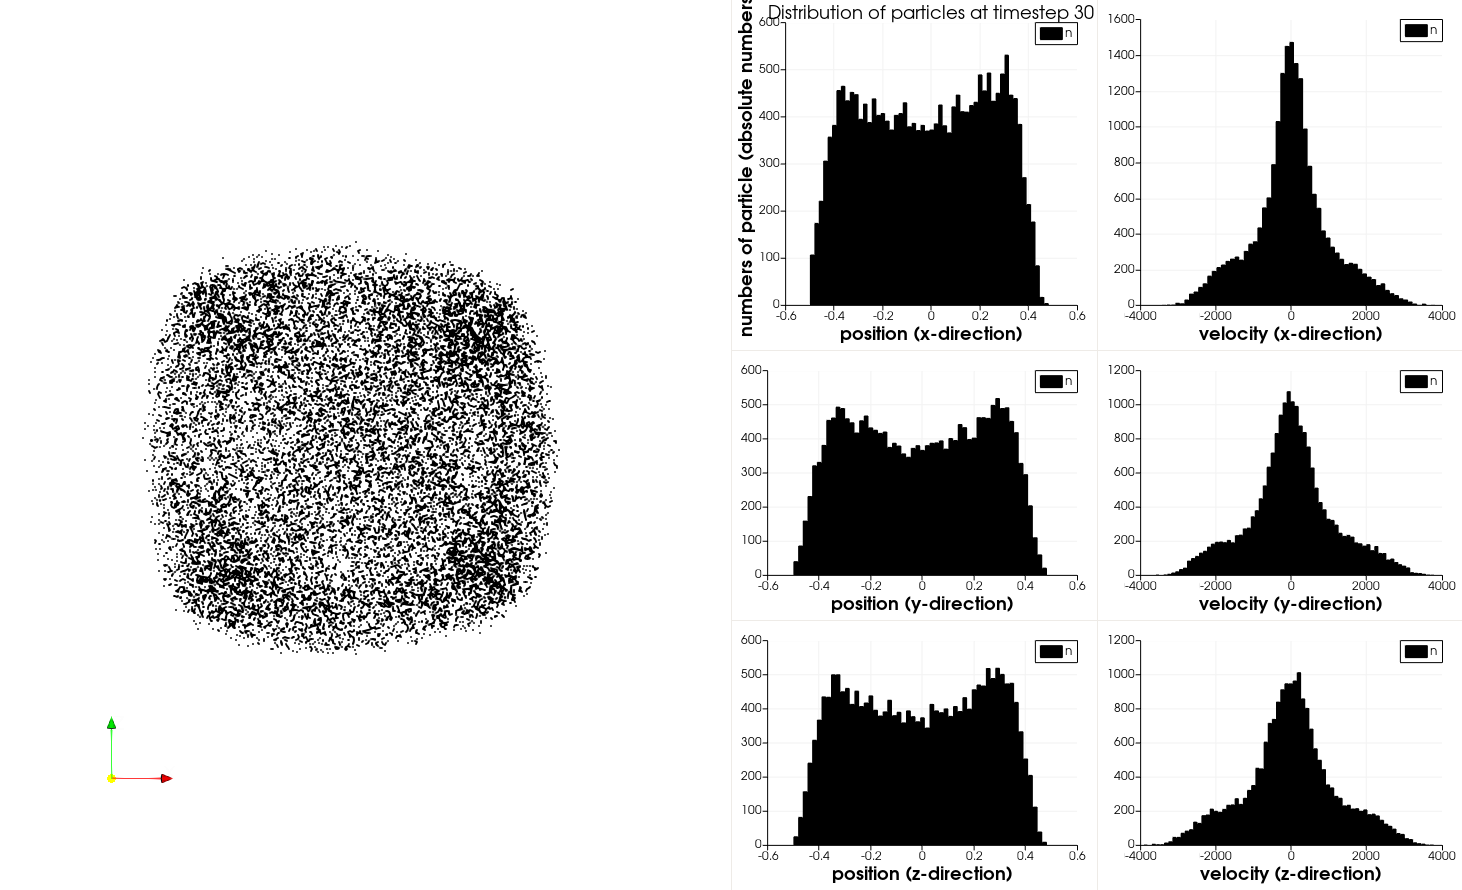 Distribution of particles at timestep 30
numbers of particle (absolute numbers
600
500
400
300
200
100
0
-0.6 -0.4 -0.2 0 0.2 0.4 0.6
position (x-direction)
n
1600
1400
1200
1000
800
600
400
200
0
-4000 -2000 0 2000 4000
velocity (x-direction)
n
600
500
400
300
200
100
0
-0.6 -0.4 -0.2 0 0.2 0.4 0.6
position (y-direction)
n
1200
1000
800
600
400
200
0
-4000 -2000 0 2000 4000
velocity (y-direction)
n
600
500
400
300
200
100
0
-0.6 -0.4 -0.2 0 0.2 0.4 0.6
position (z-direction)
n
1200
1000
800
600
400
200
0
-4000 -2000 0 2000 4000
velocity (z-direction)
n